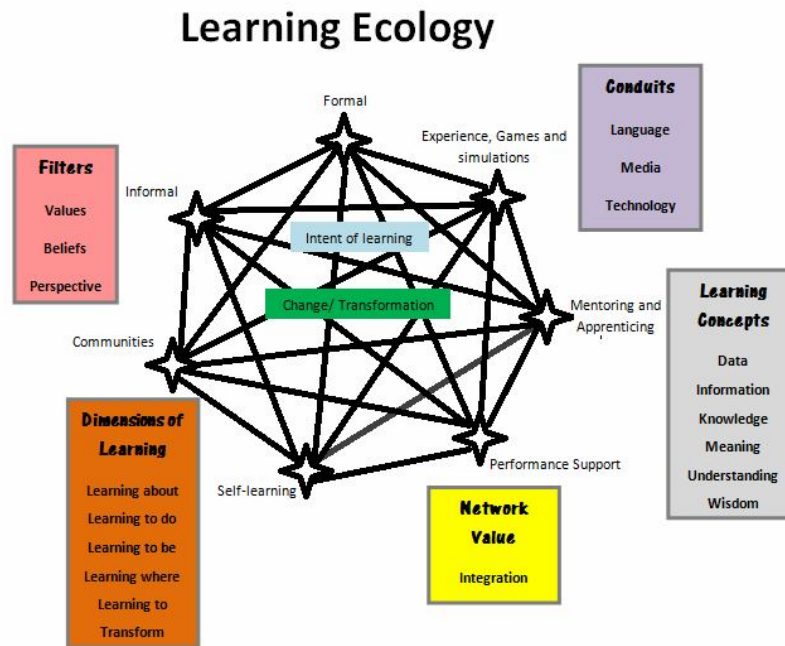 Learning Ecology
Formal
Experience, Games and
simulations
Informal
Communities
Self-learning
Performance Support
Mentoring and
Apprenticing
Intent of learning
Change/ Transformation
Filters
Values
Beliefs
Perspective
Conduits
Language
Media
Technology
Learning
Concepts
Data
Information
Knowledge
Meaning
Understanding
Wisdom
Dimensions of
Learning
Learning about
Learning to do
Learning to be
Learning where
Learning to
Transform
Network
Value
Integration